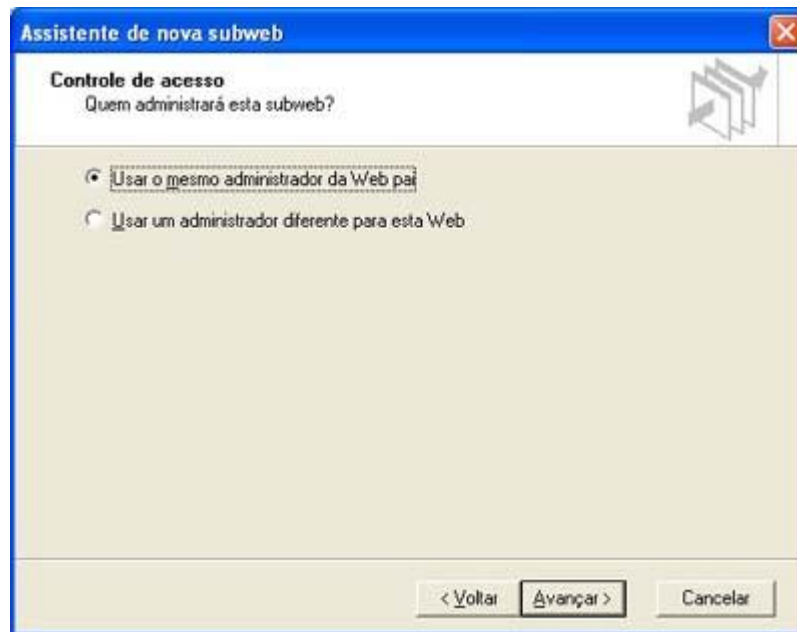 Assistente de nova subweb
Controle de acesso
Quem administrará esta subweb?
Usar o mesmo administrador da Web pai
Usar um administrador diferente para esta Web
< Voltar
Avançar >
Cancelar